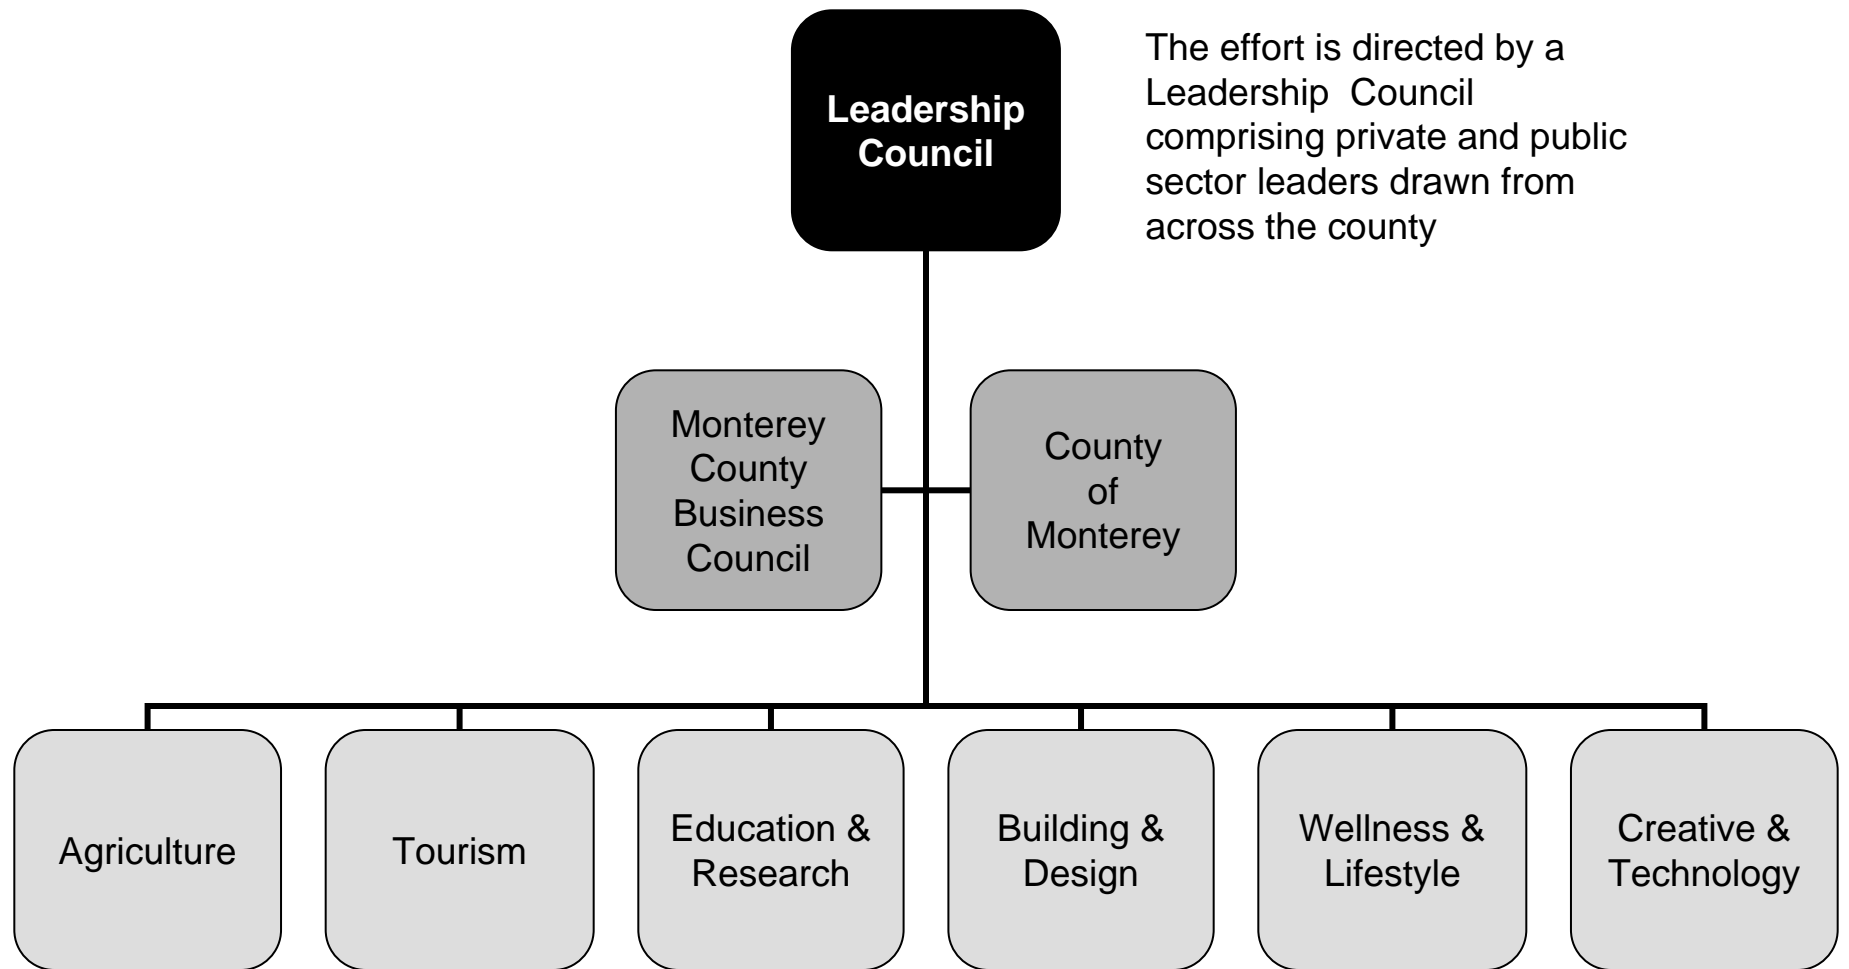 Leadership
Council
The effort is directed by a
Leadership  Council
comprising private and public
sector leaders drawn from
across the county
Monterey
County
Business
Council
County
of
Monterey
Agriculture
Tourism
Education &
Research
Building &
Design
Wellness &
Lifestyle
Creative &
Technology